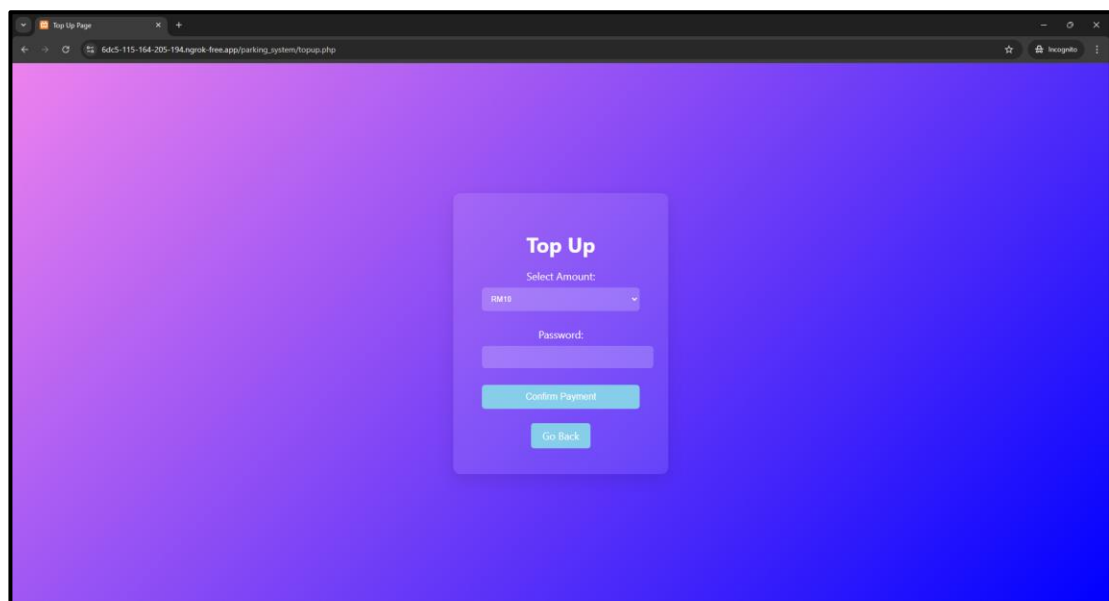 Top Up Page
6dc5-115-164-205-194.ngrok-free.app/parking_system/topup.php
Incognito
Top Up
Select Amount:
RM10
Password:
Confirm Payment
Go Back